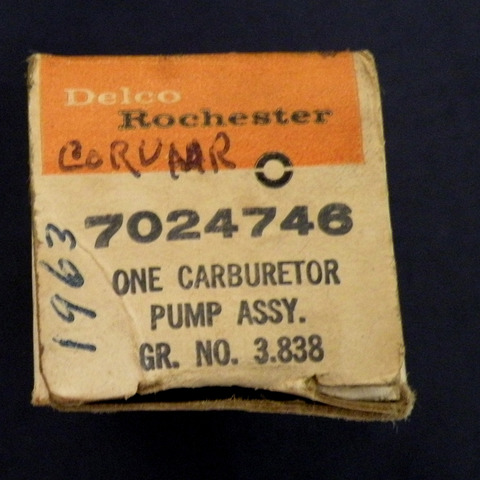 Delco
Rochester
CORVAIR
7024746
ONE CARBURETOR
PUMP ASSY.
GR. NO. 3.838
1963